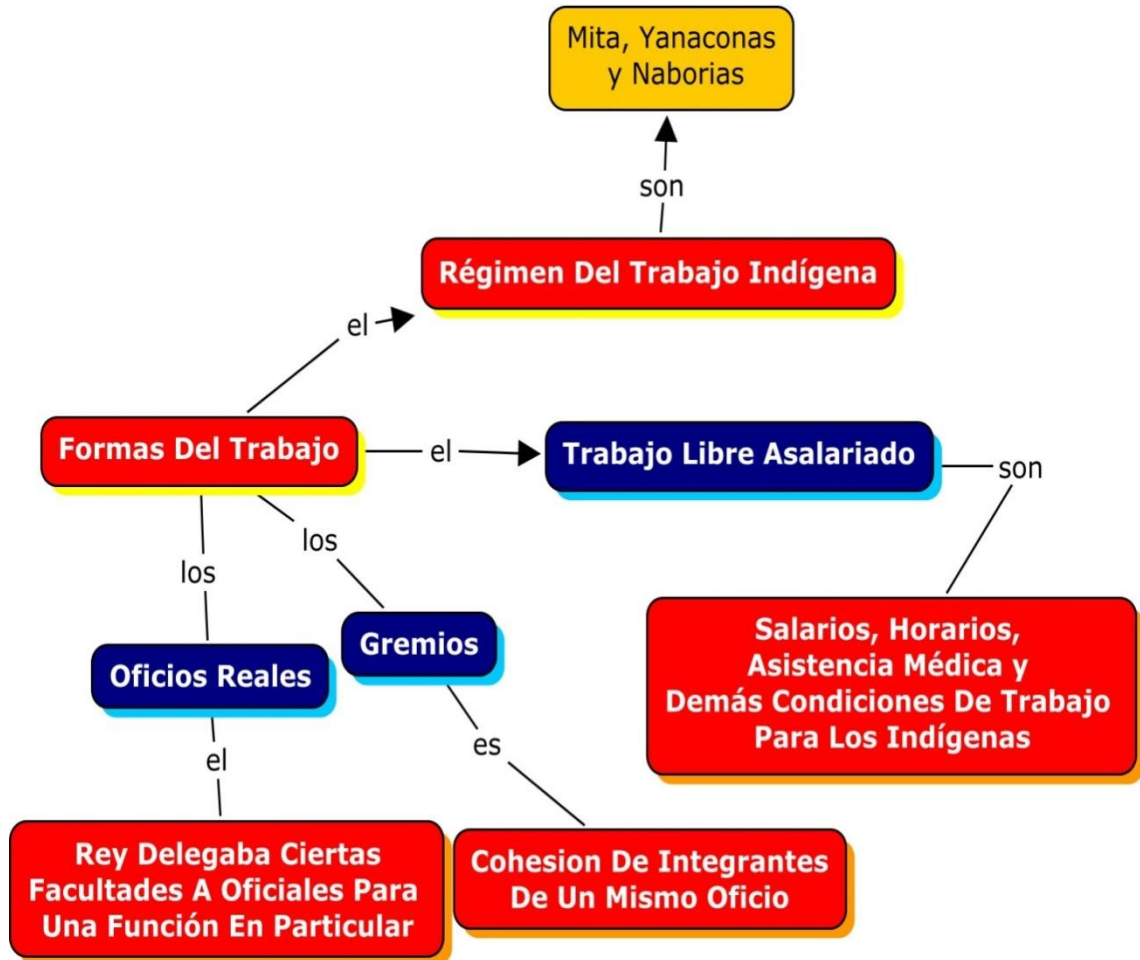 Mita, Yanaconas
y Naborias
son
Régimen Del Trabajo Indígena
el
Formas Del Trabajo
el
Trabajo Libre Asalariado
son
los
los
Oficios Reales
Gremios
Salarios, Horarios,
Asistencia Médica y
Demás Condiciones De Trabajo
Para Los Indígenas
el
es
Rey Delegaba Ciertas
Facultades A Oficiales Para
Una Función En Particular
Cohesion De Integrantes
De Un Mismo Oficio